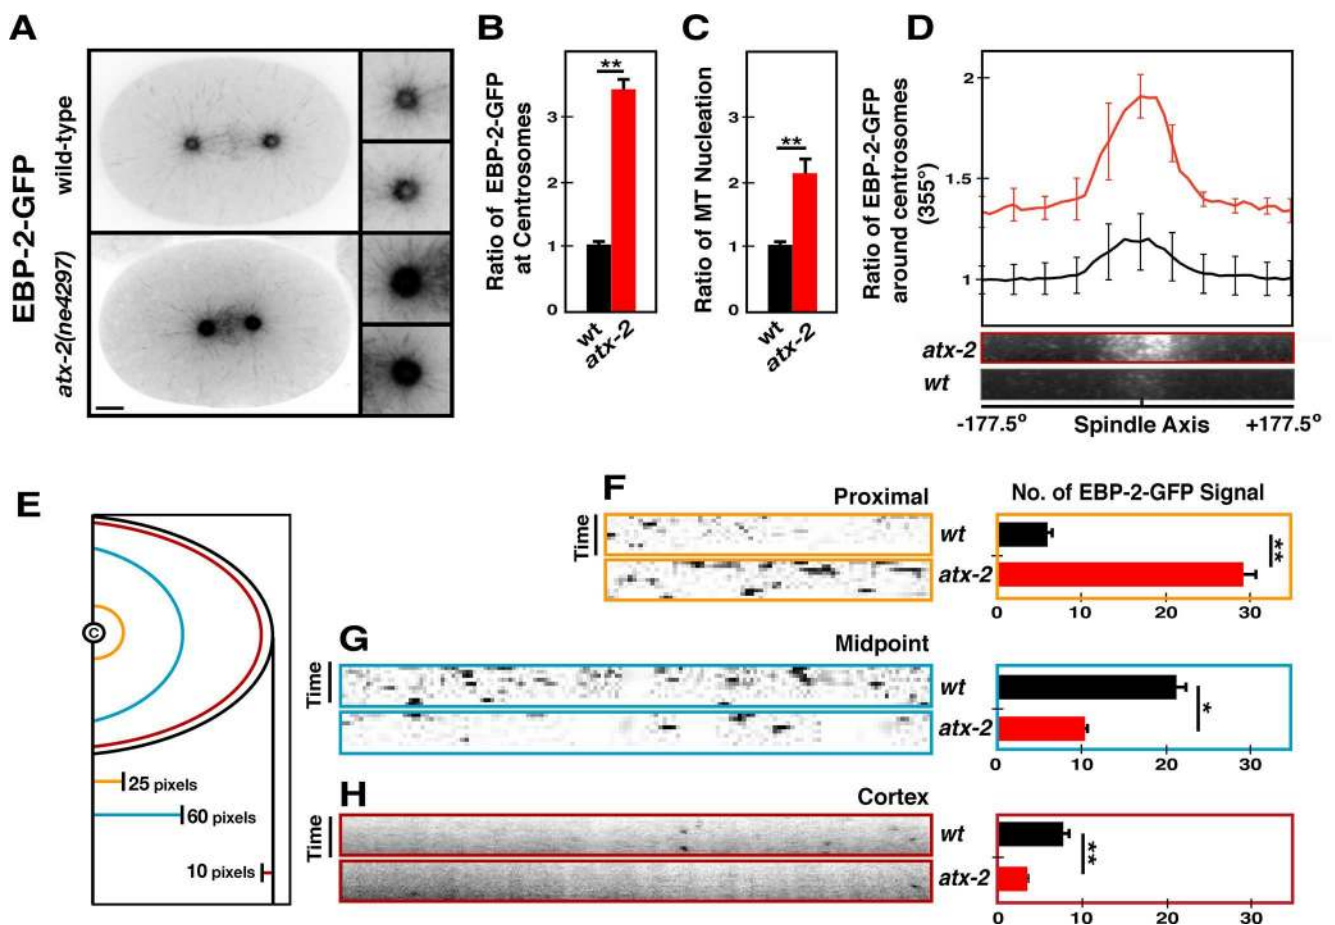 A
EBP-2-GFP
wild-type
atx-2(ne4297)
B
Ratio of EBP-2-GFP
at Centrosomes
**
3
2
1
0
wt
atx-2
C
Ratio of MT Nucleation
**
3
2
1
0
wt
atx-2
D
Ratio of EBP-2-GFP
around centrosomes
(355°)
2
1.5
1
atx-2
wt
-177.5° Spindle Axis +177.5°
E
C
25 pixels
60 pixels
10 pixels
F
Proximal
No. of EBP-2-GFP Signal
Time
wt
atx-2
**
0 10 20 30
G
Midpoint
Time
wt
atx-2
*
0 10 20 30
H
Cortex
Time
wt
atx-2
**
0 10 20 30